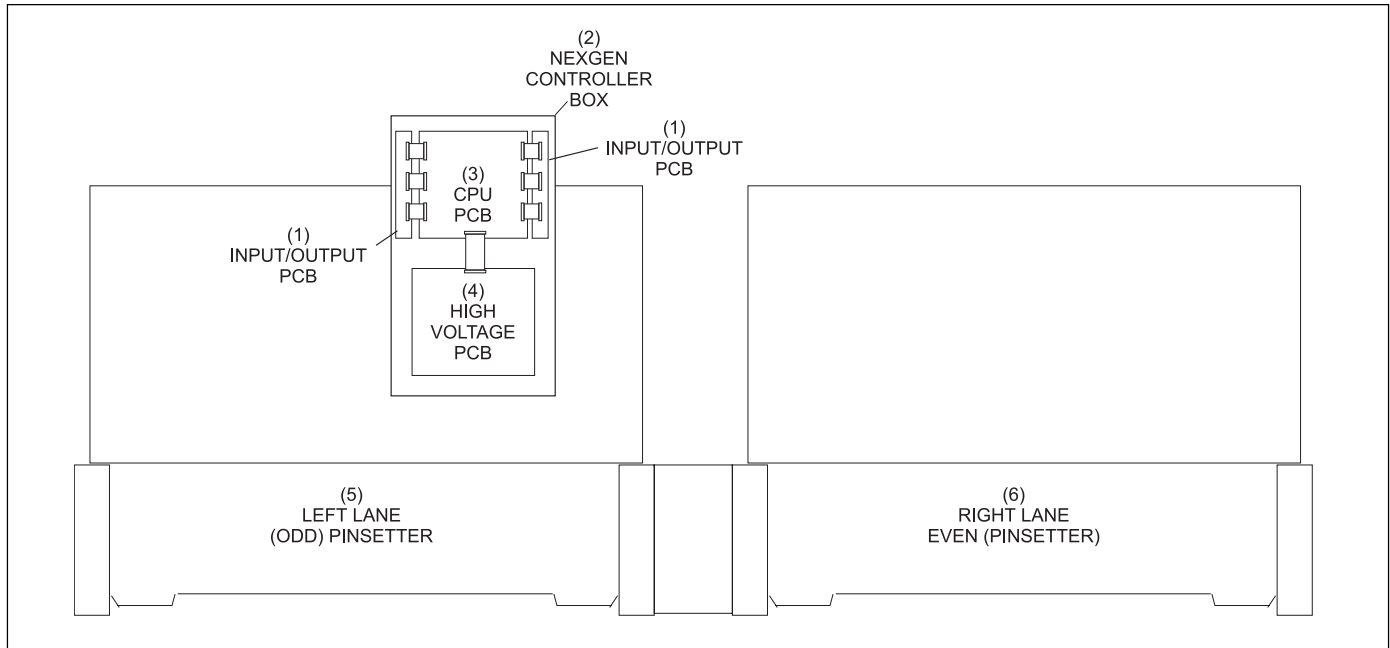 (2)
NEXGEN
CONTROLLER
BOX
(1)
INPUT/OUTPUT
PCB
(3)
CPU
PCB
(1)
INPUT/OUTPUT
PCB
(4)
HIGH
VOLTAGE
PCB
(5)
LEFT LANE
(ODD) PINSETTER
(6)
RIGHT LANE
EVEN (PINSETTER)